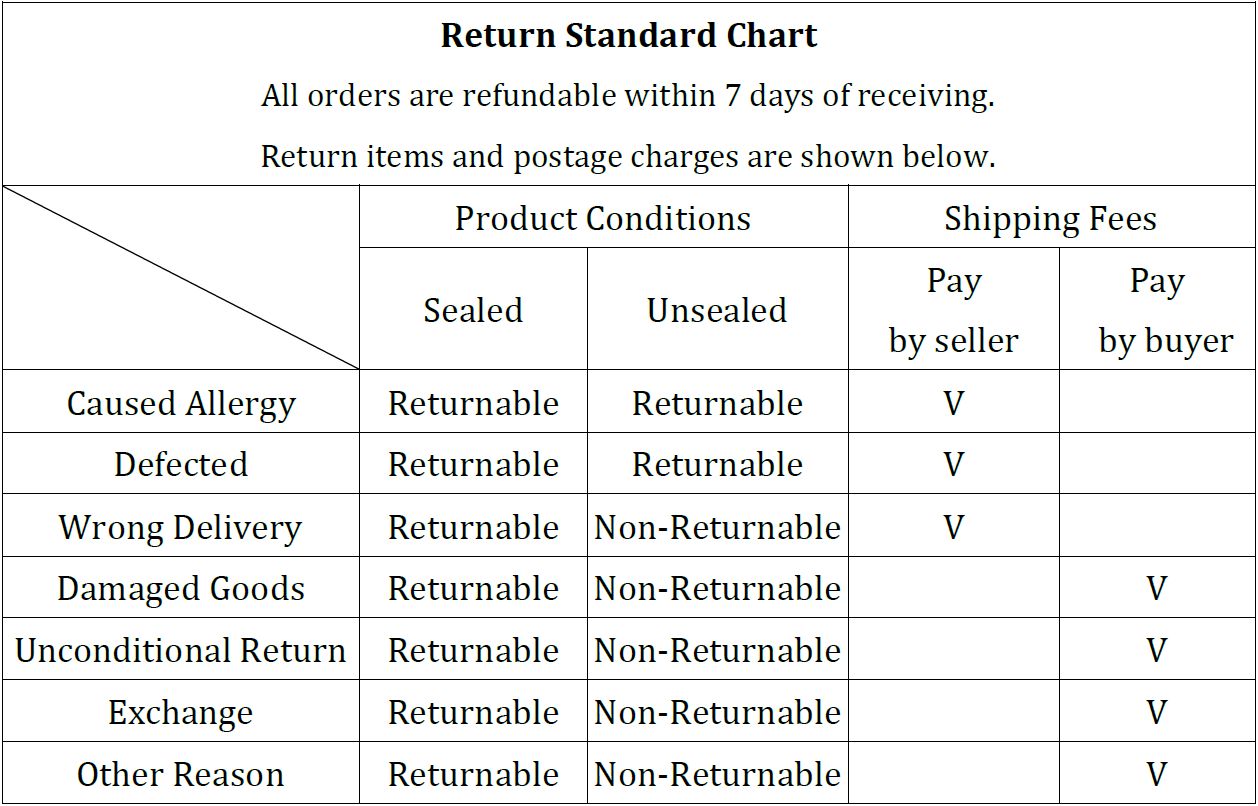 Return Standard Chart
All orders are refundable within 7 days of receiving.
Return items and postage charges are shown below.
Product Conditions Shipping Fees
Sealed Unsealed Pay by seller Pay by buyer
Caused Allergy Returnable Returnable V
Defected Returnable Returnable V
Wrong Delivery Returnable Non-Returnable V
Damaged Goods Returnable Non-Returnable V
Unconditional Return Returnable Non-Returnable V
Exchange Returnable Non-Returnable V
Other Reason Returnable Non-Returnable V